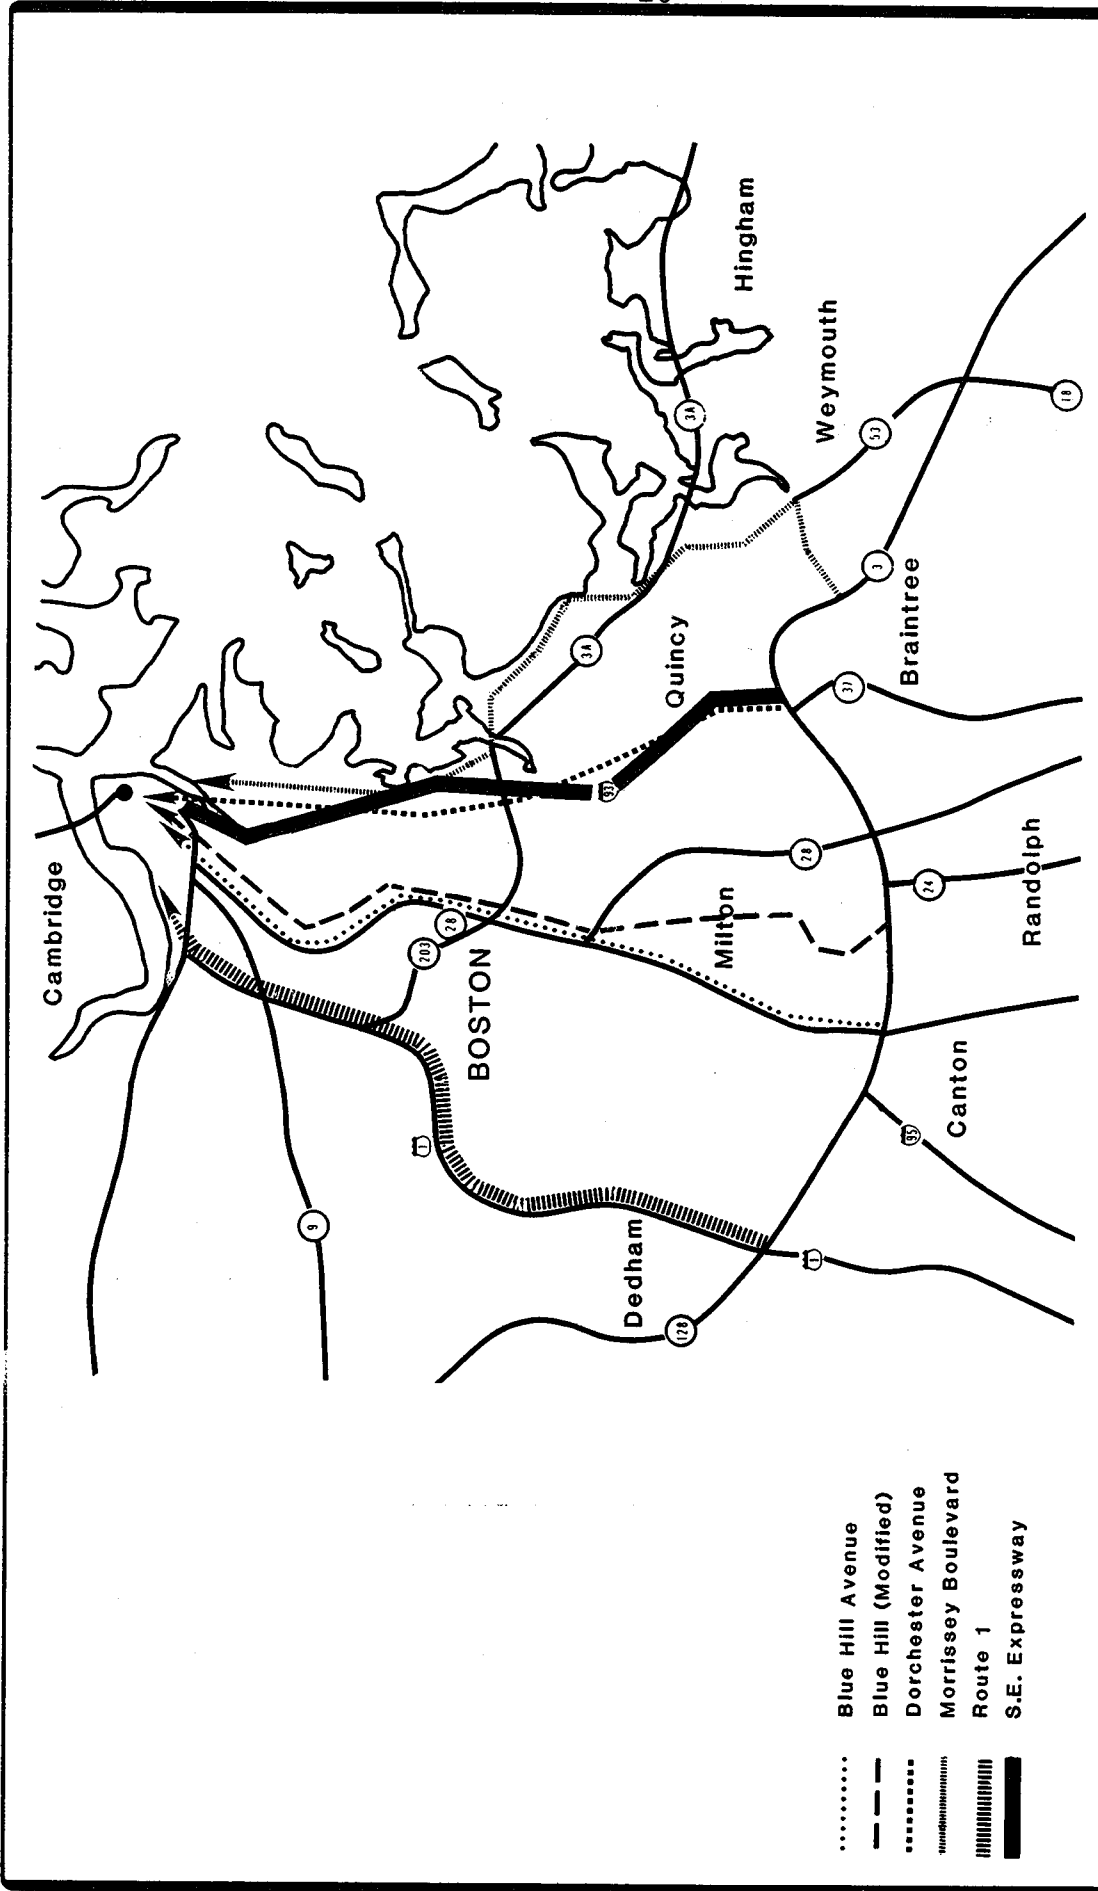 Cambridge
BOSTON
Dedham
Milton
Quincy
Hingham
Weymouth
Braintree
Randolph
Canton
9
1
203
28
3A
3A
93
28
53
18
3
37
24
95
1
128
Blue Hill Avenue
Blue Hill (Modified)
Dorchester Avenue
Morrissey Boulevard
Route 1
S.E. Expressway